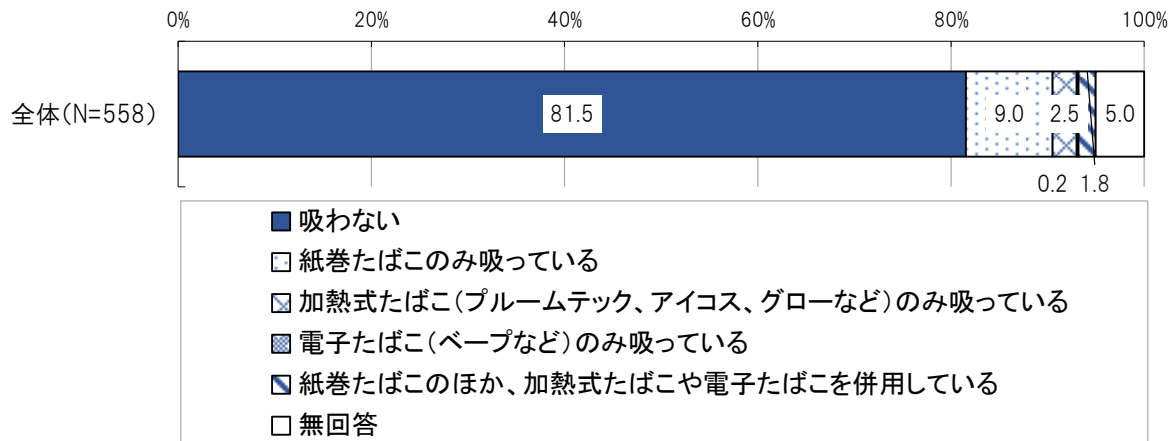 0% 20% 40% 60% 80% 100%
全体(N=558) 81.5 9.0 2.5 5.0
0.2 1.8
吸わない
紙巻たばこのみ吸っている
加熱式たばこ(プルームテック、アイコス、グローなど)のみ吸っている
電子たばこ(ベープなど)のみ吸っている
紙巻たばこのほか、加熱式たばこや電子たばこを併用している
無回答